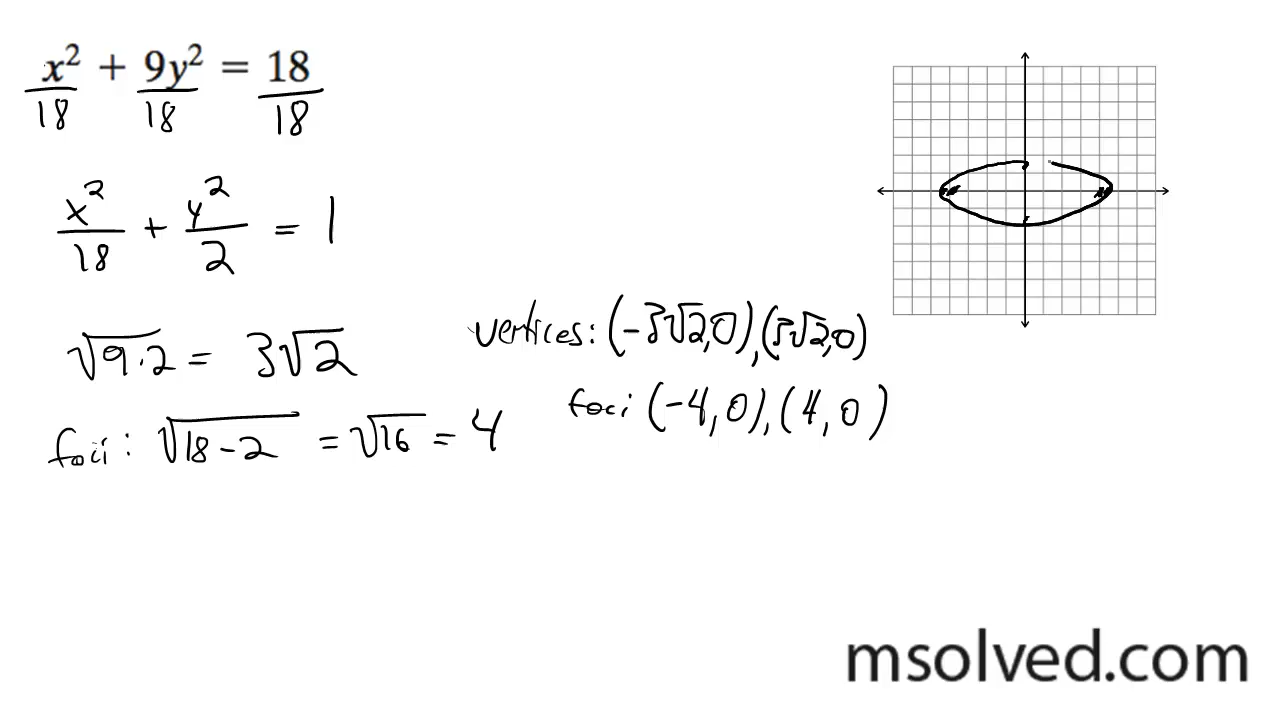 x² + 9y² = 18
18 18 18
x²/18 + y²/2 = 1
√9·2 = 3√2
vertices: (-3√2,0),(3√2,0)
foci: √18-2 = √16 = 4
foci (-4,0),(4,0)
msolved.com